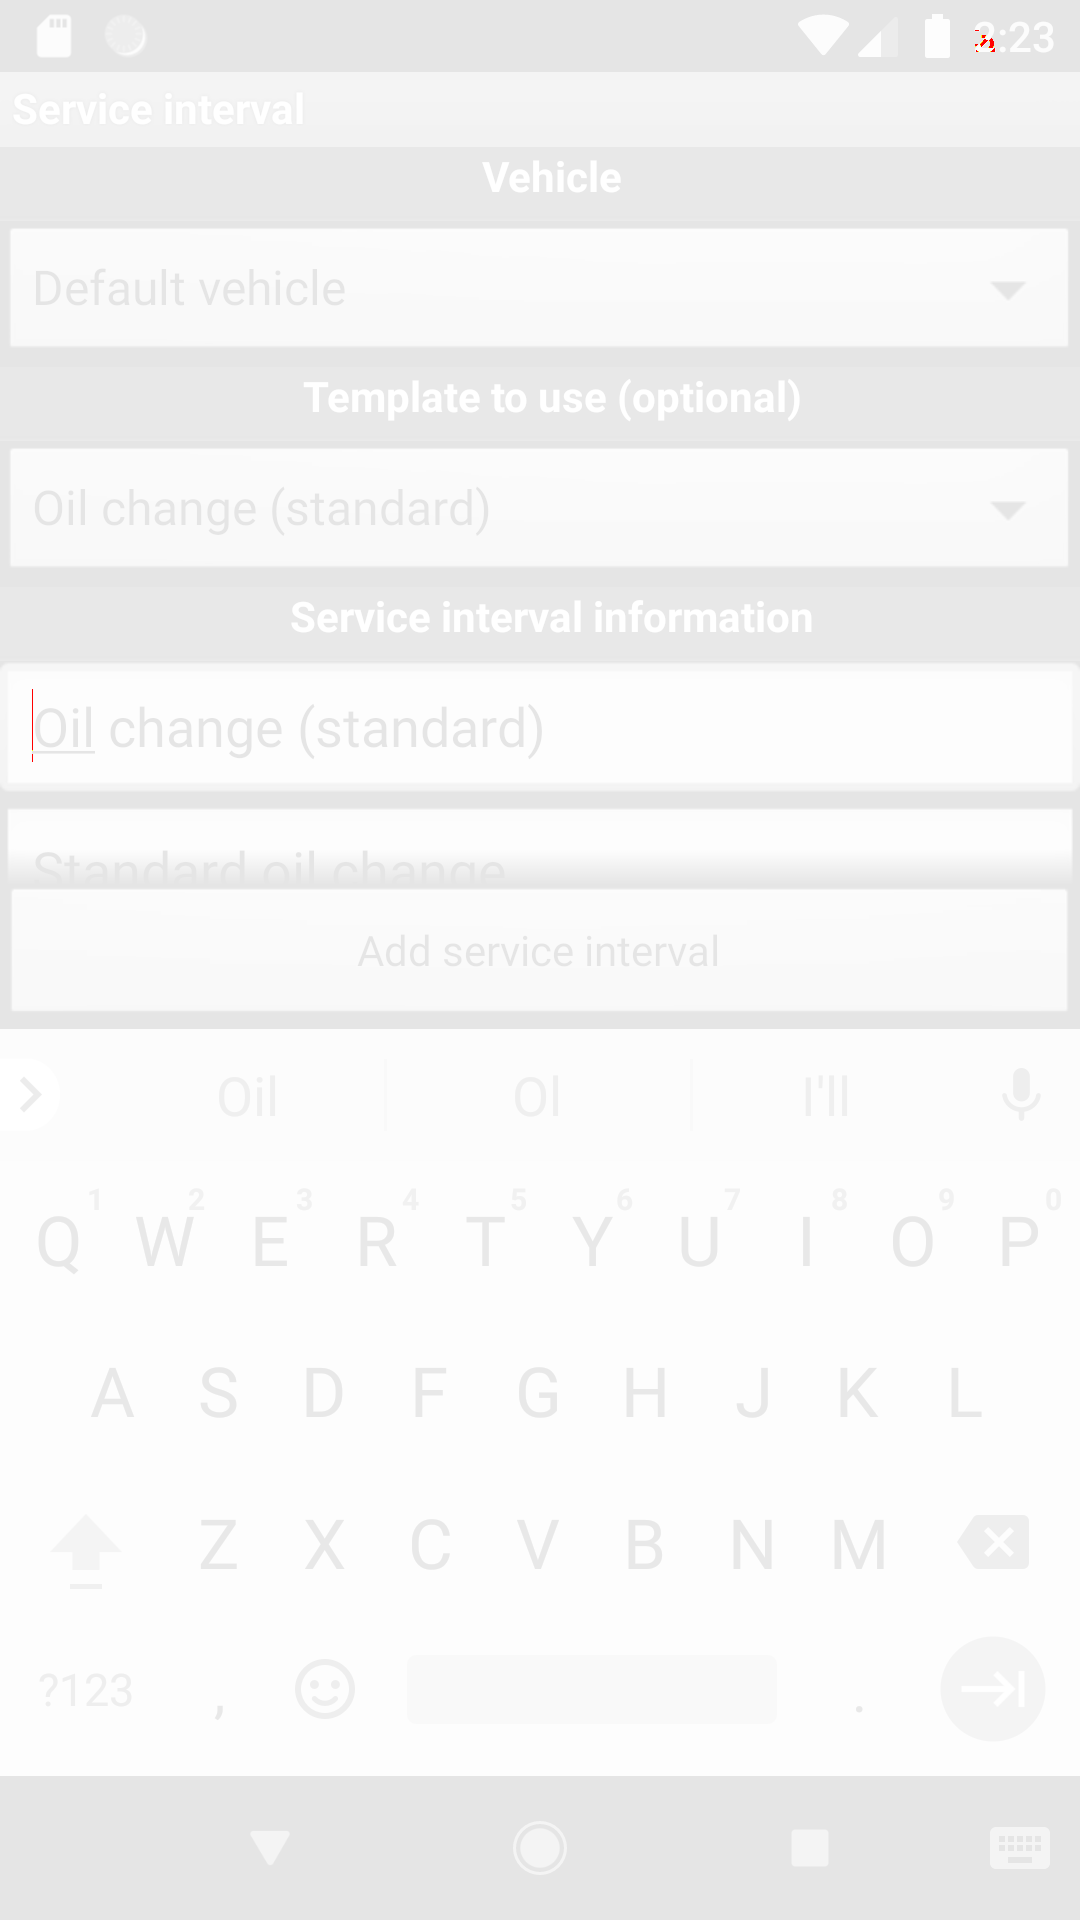 :23
Service interval
Vehicle
Default vehicle
Template to use (optional)
Oil change (standard)
Service interval information
Oil change (standard)
Standard oil change
Add service interval
Oil Ol I'll
1 2 3 4 5 6 7 8 9 0
Q W E R T Y U I O P
A S D F G H J K L
Z X C V B N M
?123 , .